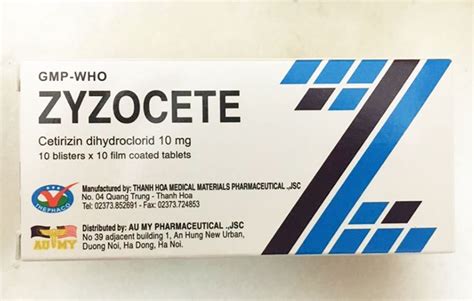 GMP-WHO
ZYZOCETE
Cetirizin dihydroclorid 10 mg
10 blisters x 10 film coated tablets
THEPHACO
Manufactured by: THANH HOA MEDICAL MATERIALS PHARMACEUTICAL .,JSC
No. 04 Quang Trung - Thanh Hoa
Tel: 02373.852691 - Fax: 02373.724853
AU MY
Distributed by: AU MY PHARMACEUTICAL .,JSC
No 39 adjacent building 1, An Hung New Urban,
Duong Noi, Ha Dong, Ha Noi.